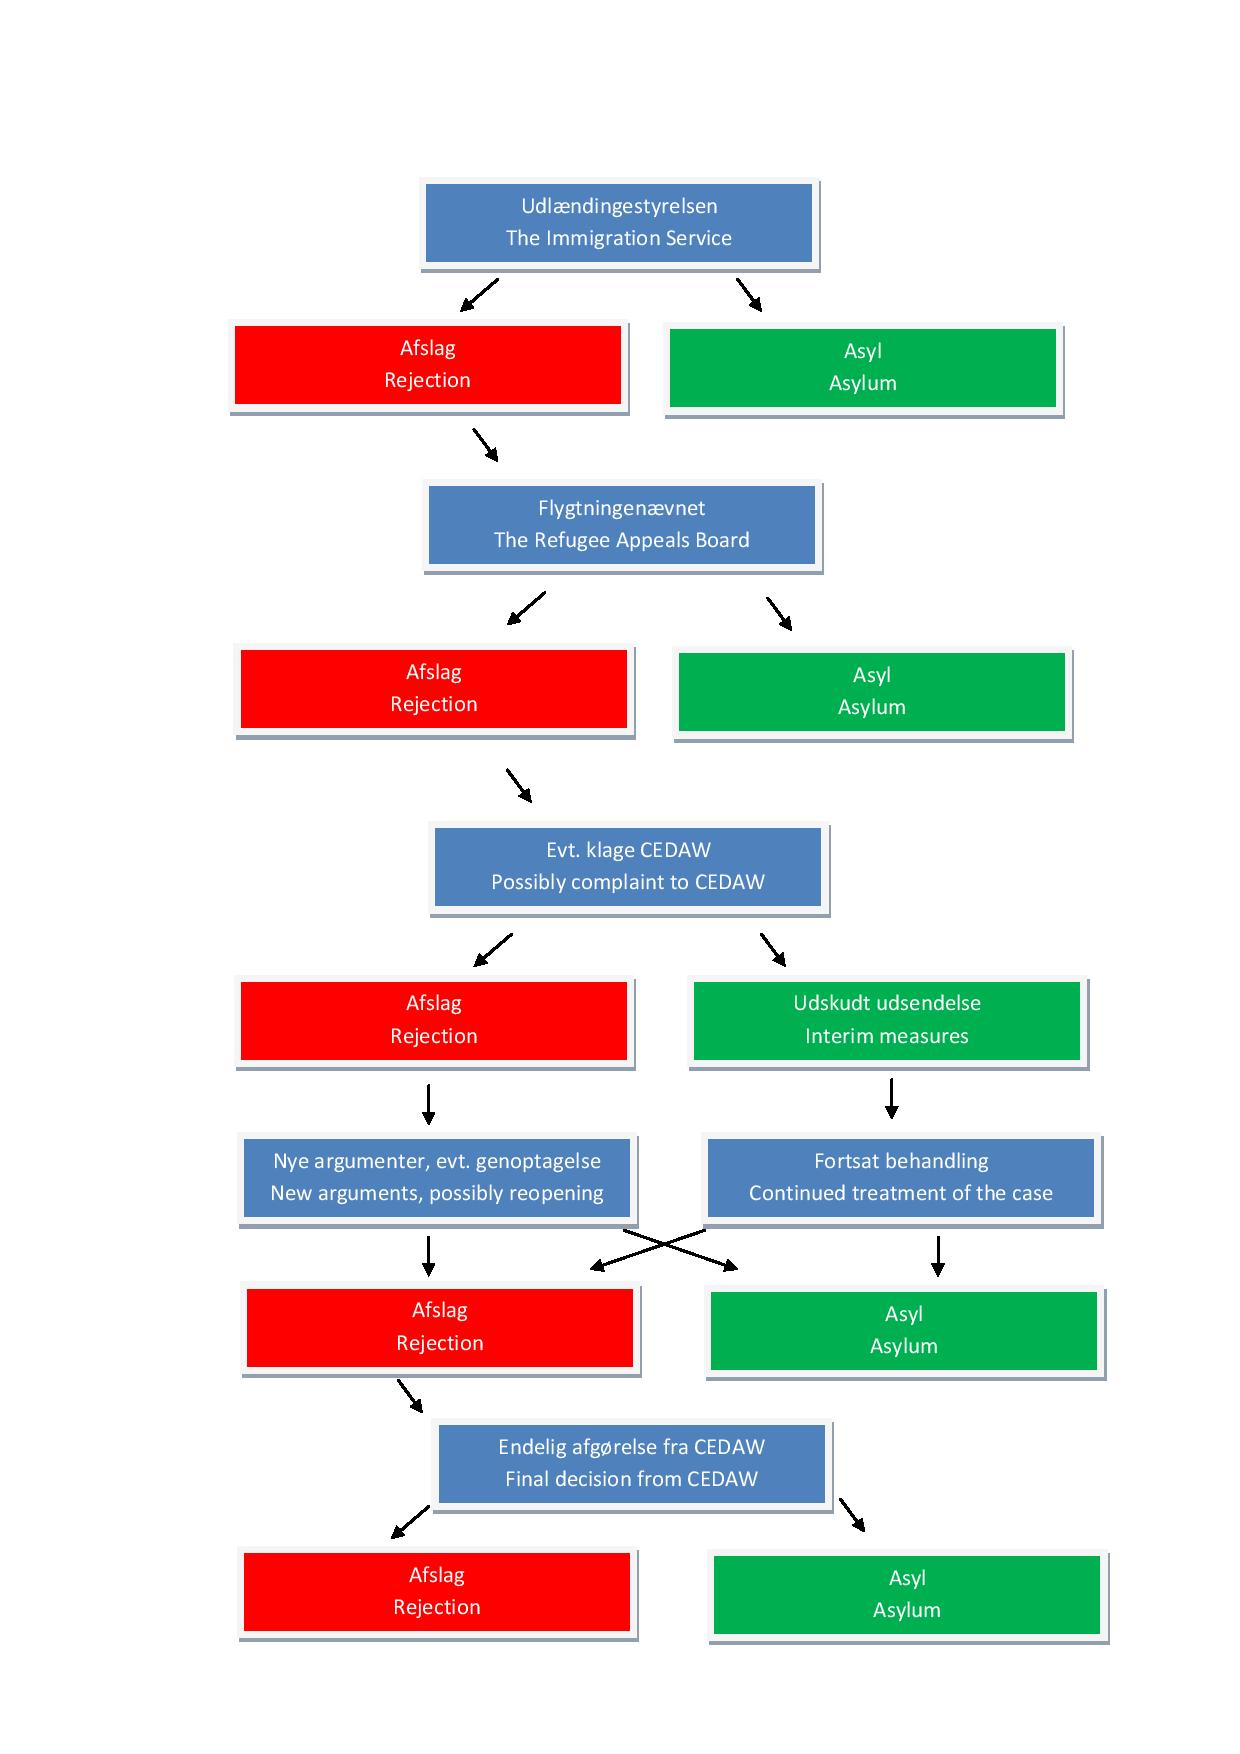 Udlændingestyrelsen
The Immigration Service
Afslag
Rejection
Asyl
Asylum
Flygtningenævnet
The Refugee Appeals Board
Afslag
Rejection
Asyl
Asylum
Evt. klage CEDAW
Possibly complaint to CEDAW
Afslag
Rejection
Udskudt udsendelse
Interim measures
Nye argumenter, evt. genoptagelse
New arguments, possibly reopening
Fortsat behandling
Continued treatment of the case
Afslag
Rejection
Asyl
Asylum
Endelig afgørelse fra CEDAW
Final decision from CEDAW
Afslag
Rejection
Asyl
Asylum